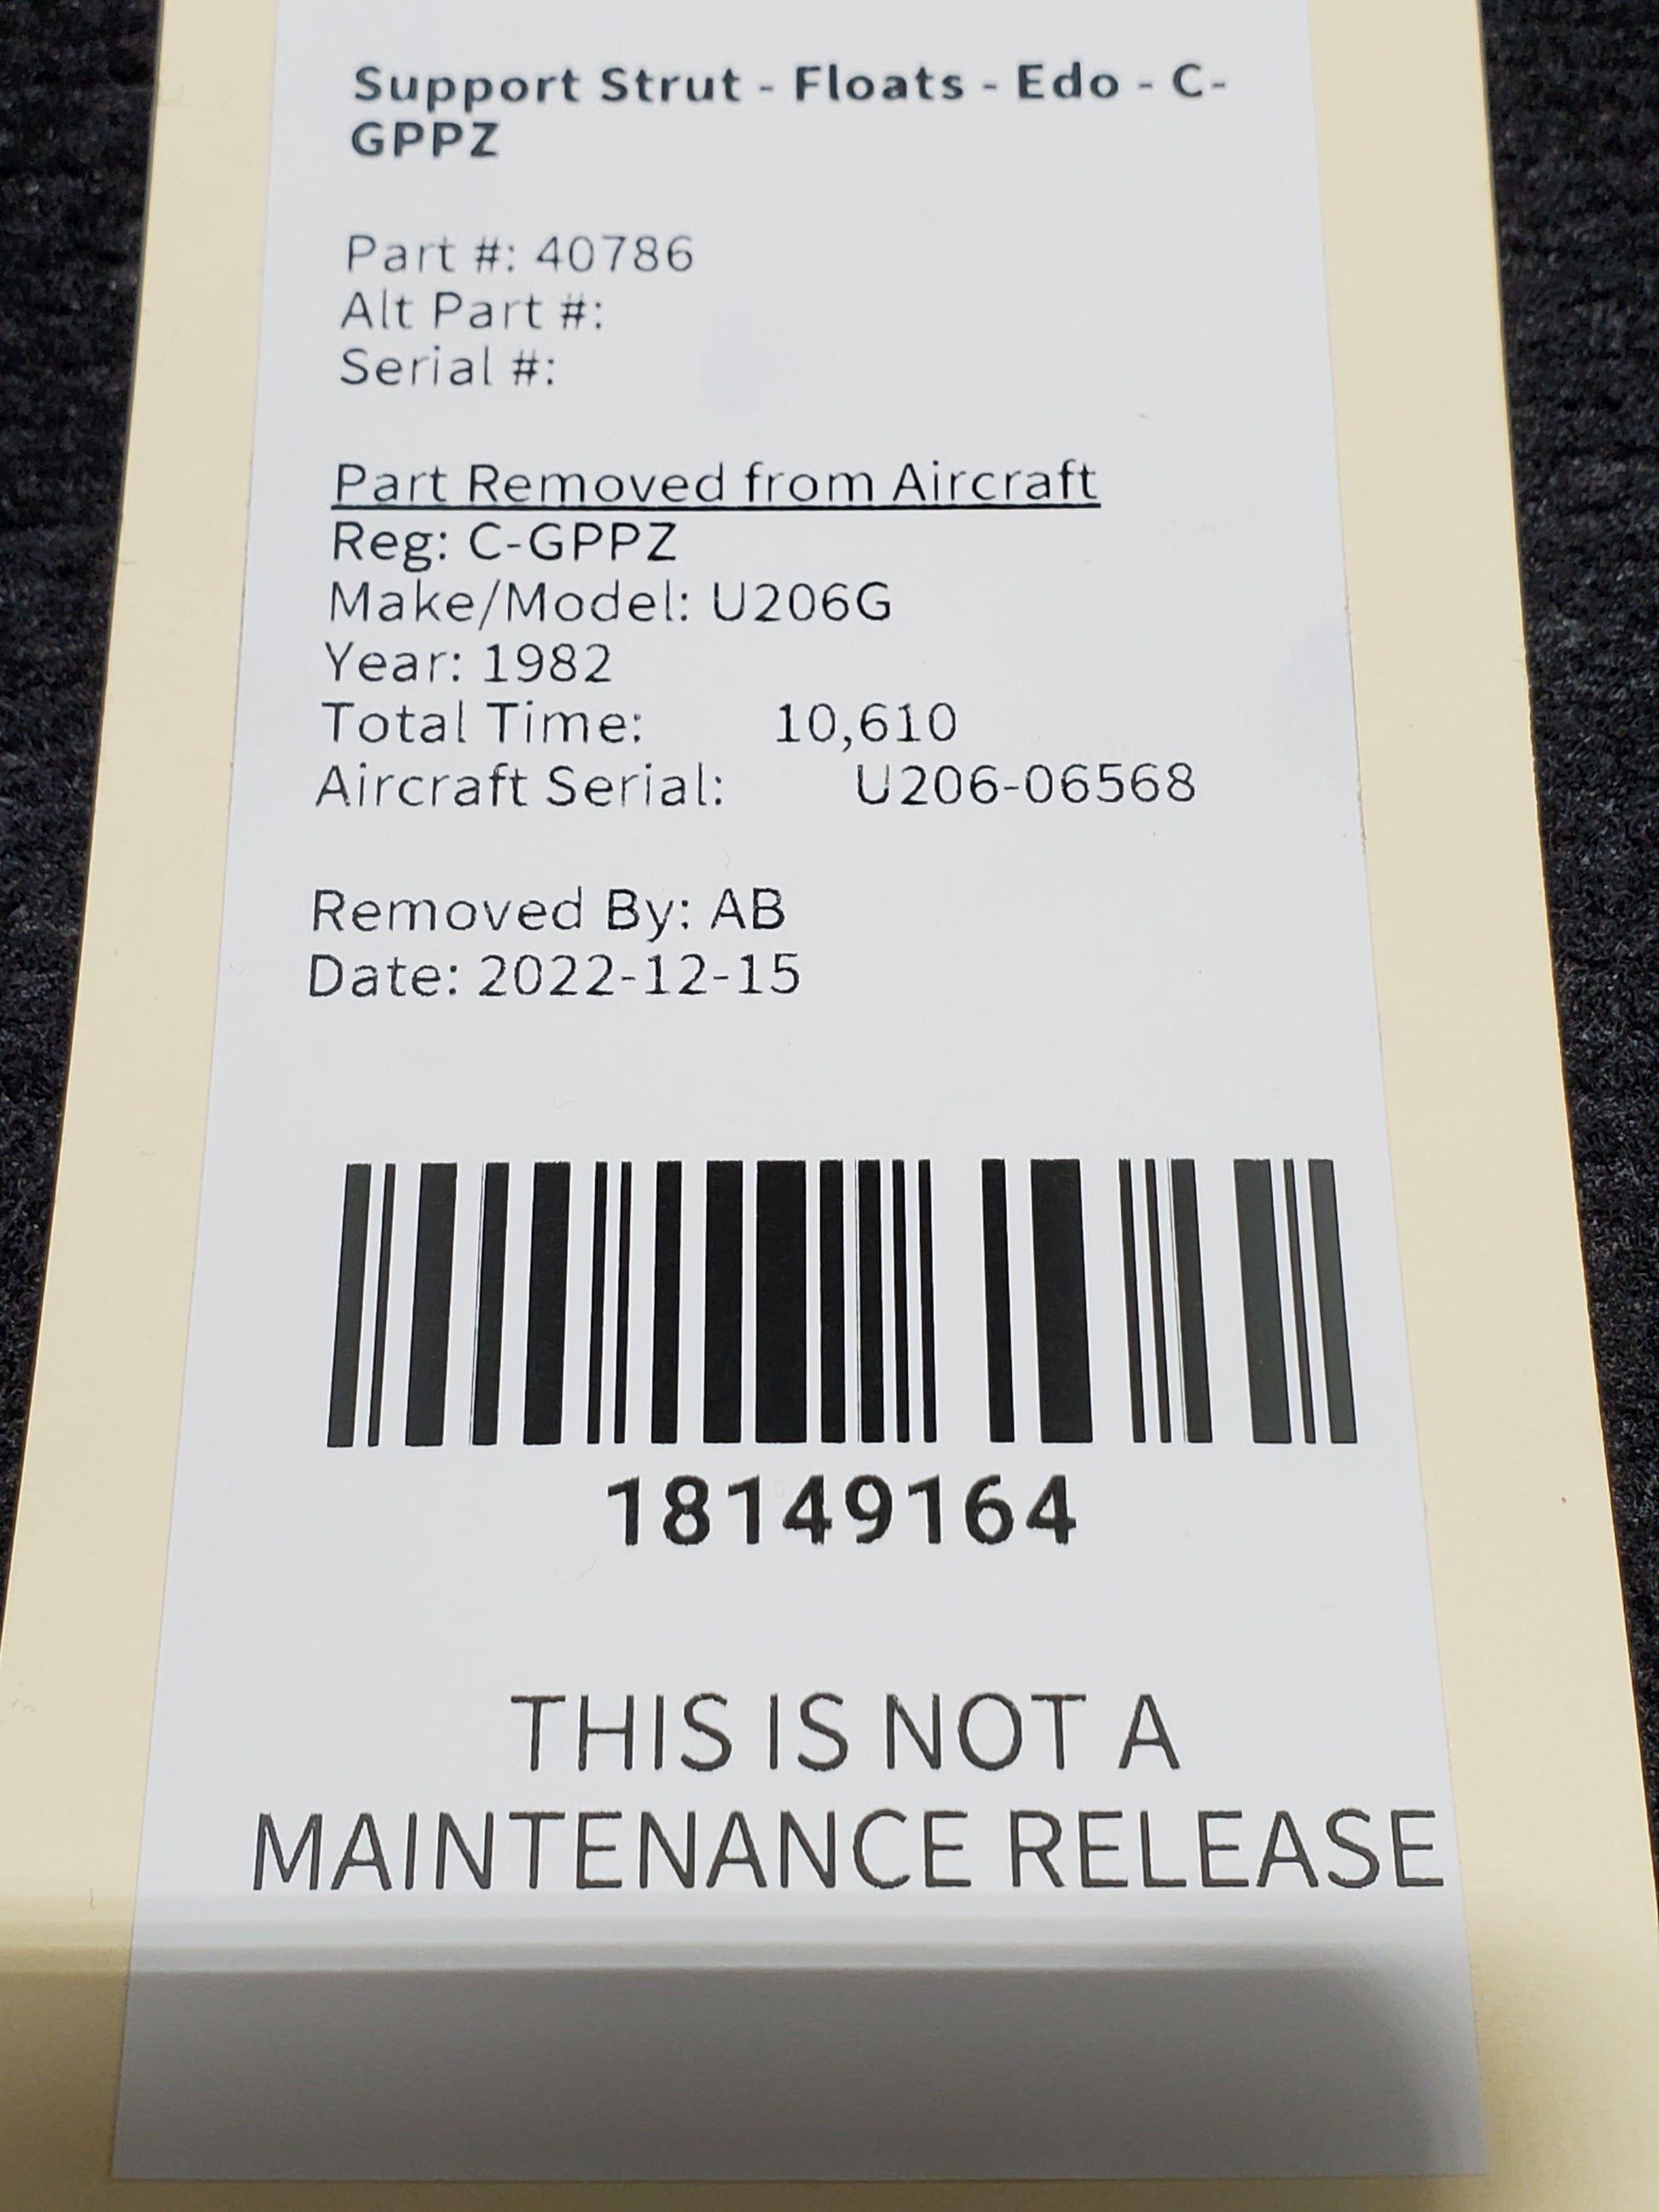 Support Strut - Floats - Edo - C-
GPPZ
Part #: 40786
Alt Part #:
Serial #:
Part Removed from Aircraft
Reg: C-GPPZ
Make/Model: U206G
Year: 1982
Total Time: 10,610
Aircraft Serial: U206-06568
Removed By: AB
Date: 2022-12-15
18149164
THIS IS NOT A
MAINTENANCE RELEASE